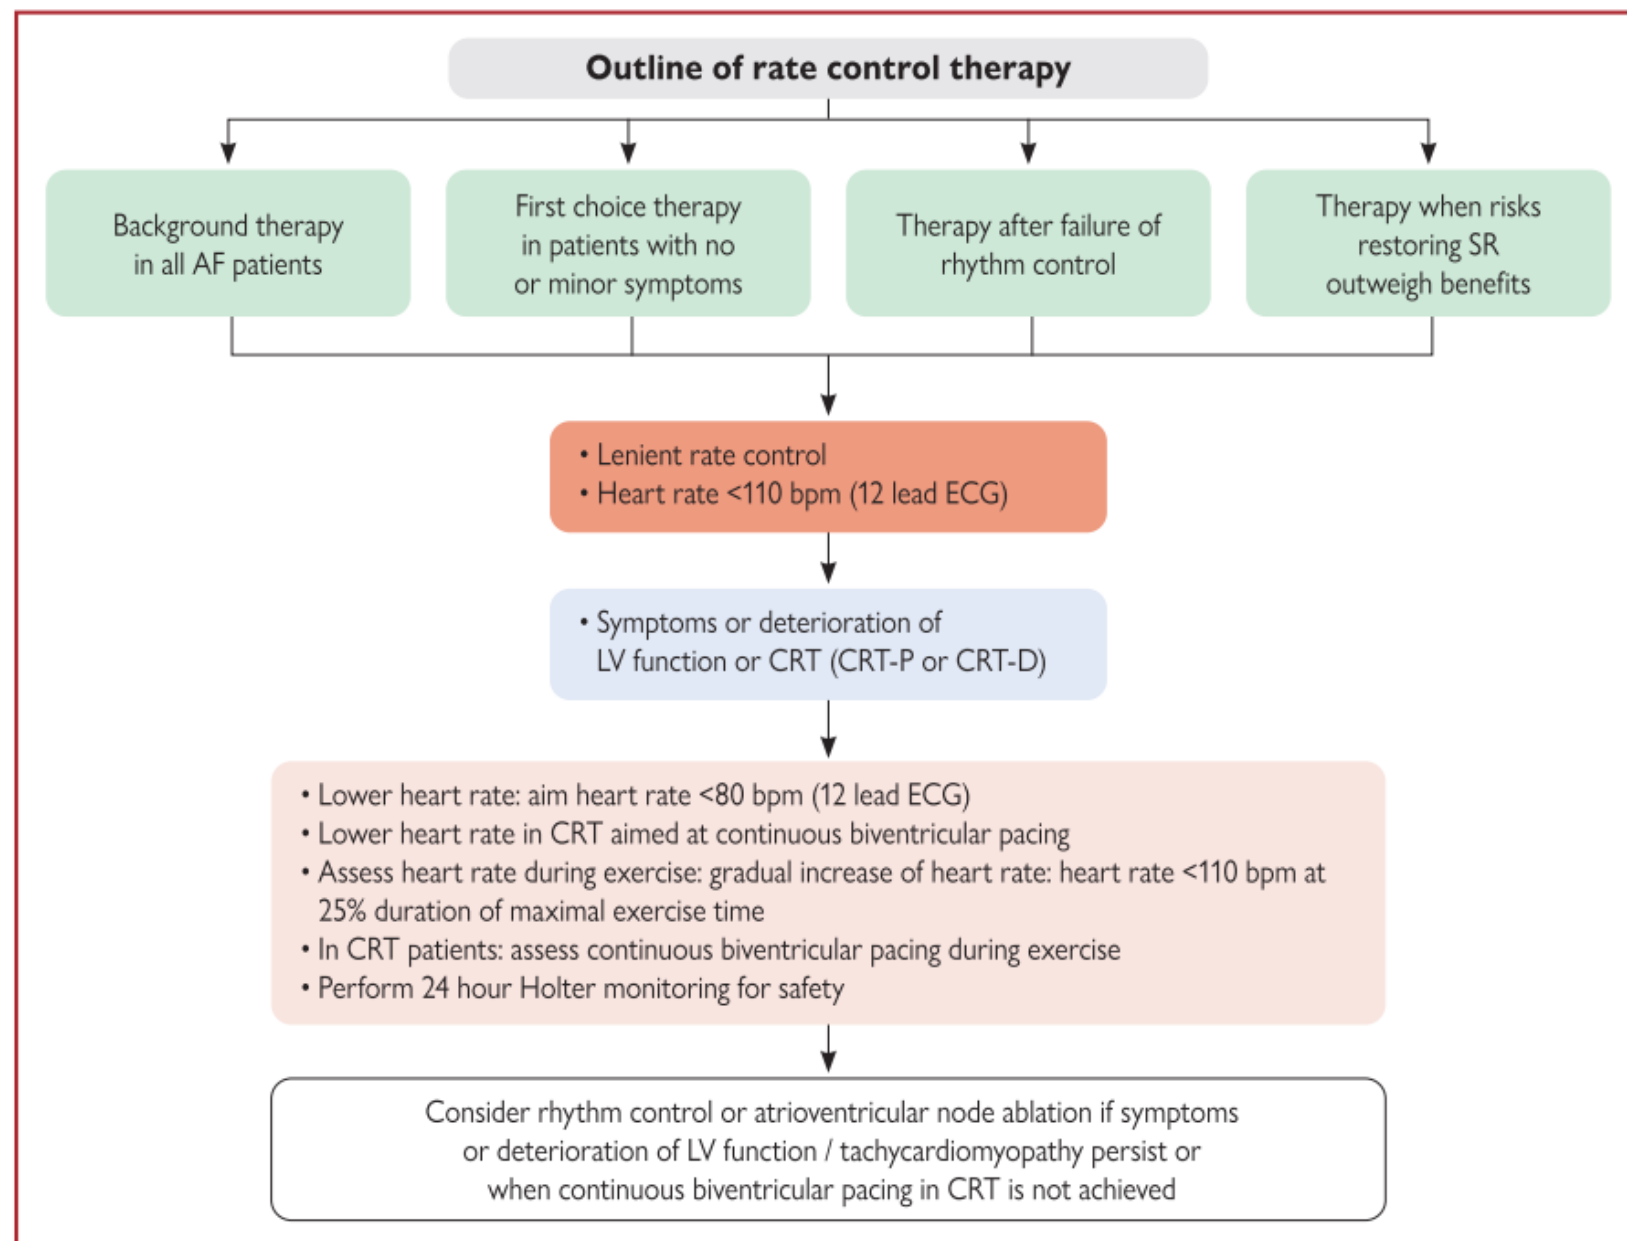 Outline of rate control therapy
Background therapy
in all AF patients
First choice therapy
in patients with no
or minor symptoms
Therapy after failure of
rhythm control
Therapy when risks
restoring SR
outweigh benefits
• Lenient rate control
• Heart rate <110 bpm (12 lead ECG)
• Symptoms or deterioration of
LV function or CRT (CRT-P or CRT-D)
• Lower heart rate: aim heart rate <80 bpm (12 lead ECG)
• Lower heart rate in CRT aimed at continuous biventricular pacing
• Assess heart rate during exercise: gradual increase of heart rate: heart rate <110 bpm at
25% duration of maximal exercise time
• In CRT patients: assess continuous biventricular pacing during exercise
• Perform 24 hour Holter monitoring for safety
Consider rhythm control or atrioventricular node ablation if symptoms
or deterioration of LV function / tachycardiomyopathy persist or
when continuous biventricular pacing in CRT is not achieved